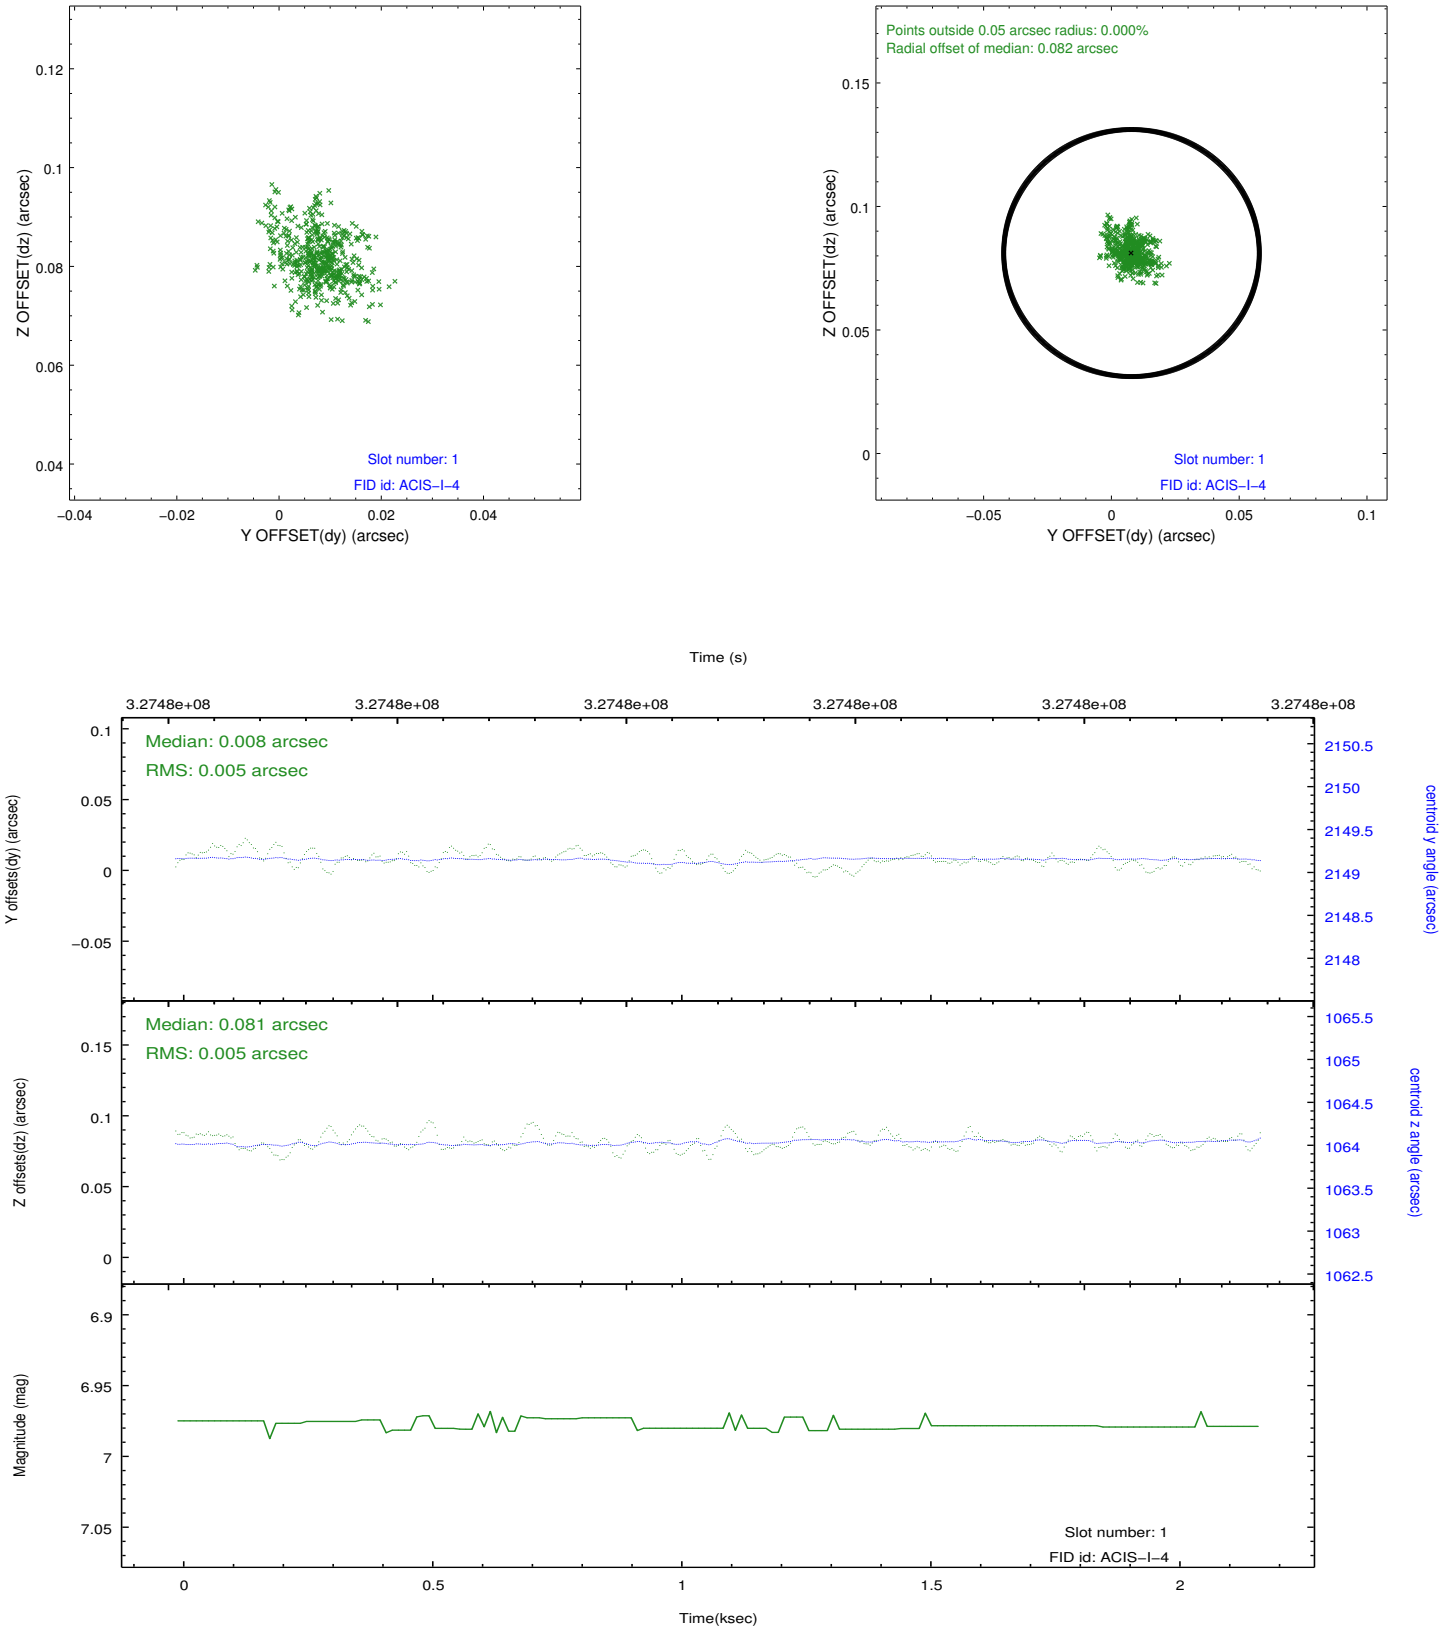 0.12
0.1
0.08
0.06
0.04
Z OFFSET(dz) (arcsec)
Slot number: 1
FID id: ACIS−I−4
−0.04
−0.02
0
0.02
0.04
Y OFFSET(dy) (arcsec)
Points outside 0.05 arcsec radius: 0.000%
Radial offset of median: 0.082 arcsec
0.15
0.1
0.05
0
Z OFFSET(dz) (arcsec)
Slot number: 1
FID id: ACIS−I−4
−0.05
0
0.05
0.1
Y OFFSET(dy) (arcsec)
Time (s)
3.2748e+08
3.2748e+08
3.2748e+08
3.2748e+08
3.2748e+08
3.2748e+08
Median: 0.008 arcsec
RMS: 0.005 arcsec
0.1
0.05
0
−0.05
Y offsets(dy) (arcsec)
2150.5
2150
2149.5
2149
2148.5
2148
centroid y angle (arcsec)
Median: 0.081 arcsec
RMS: 0.005 arcsec
0.15
0.1
0.05
0
Z offsets(dz) (arcsec)
1065.5
1065
1064.5
1064
1063.5
1063
1062.5
centroid z angle (arcsec)
6.9
6.95
7
7.05
Magnitude (mag)
Slot number: 1
FID id: ACIS−I−4
0
0.5
1
1.5
2
Time(ksec)